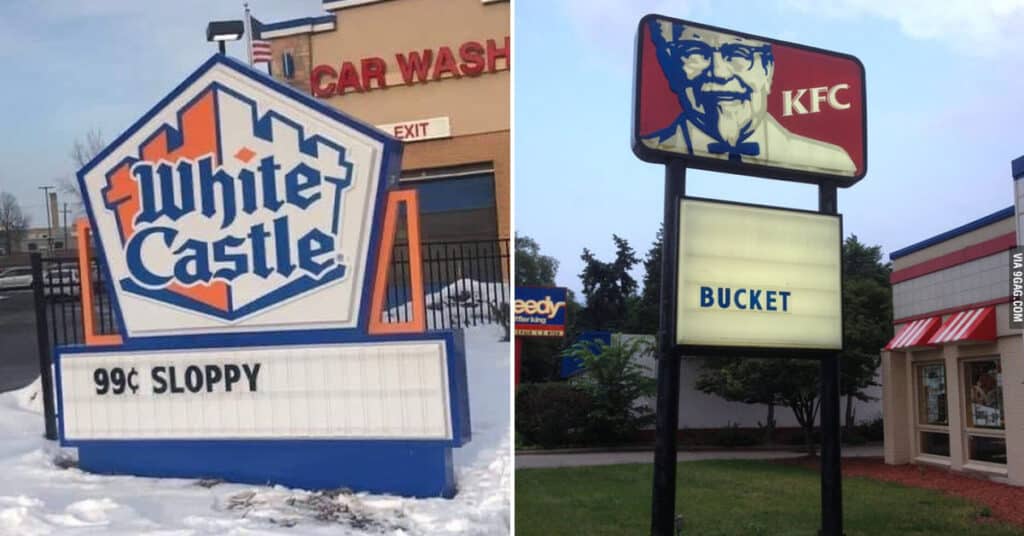 CAR WASH
EXIT
White
Castle
99¢ SLOPPY
KFC
BUCKET
VIA 9GAG.COM